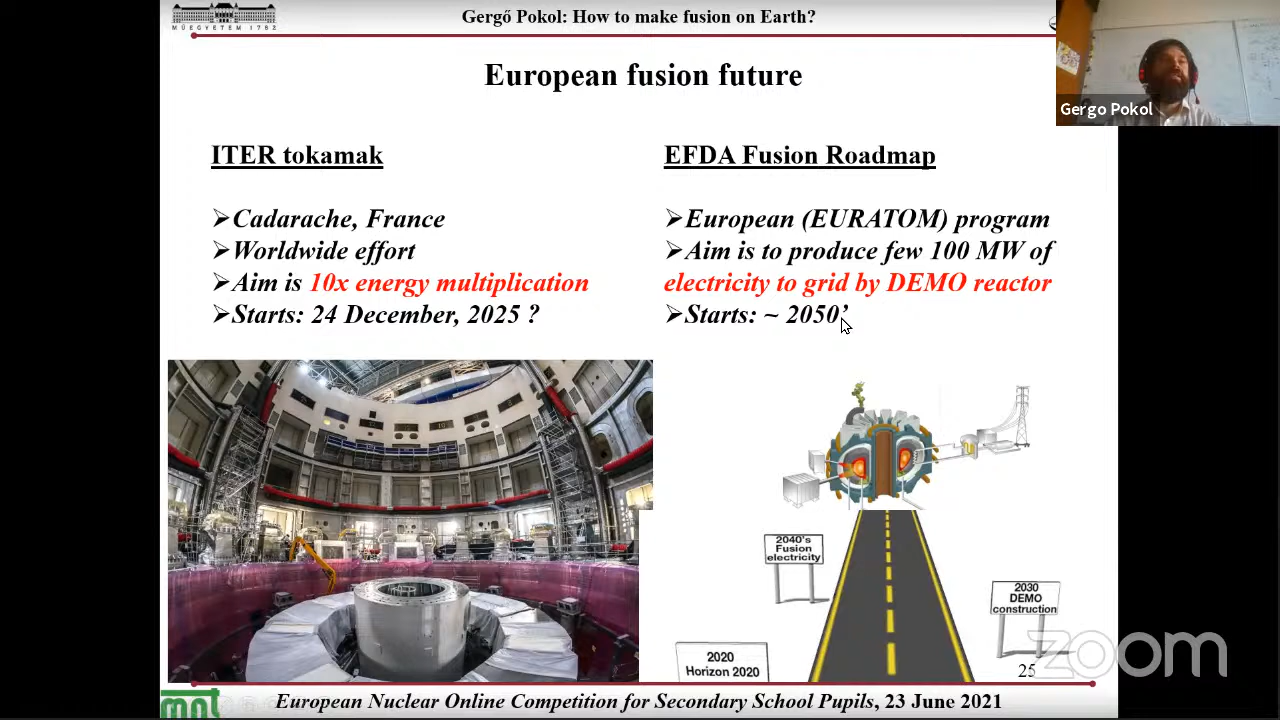 MŰEGYETEM 1782
Gergő Pokol: How to make fusion on Earth?
Gergo Pokol
European fusion future
ITER tokamak
➢Cadarache, France
➢Worldwide effort
➢Aim is 10x energy multiplication
➢Starts: 24 December, 2025 ?
EFDA Fusion Roadmap
➢European (EURATOM) program
➢Aim is to produce few 100 MW of
electricity to grid by DEMO reactor
➢Starts: ~ 2050’
2040's
Fusion
electricity
2030
DEMO
construction
2020
Horizon 2020
25
zoom
mnt
European Nuclear Online Competition for Secondary School Pupils, 23 June 2021